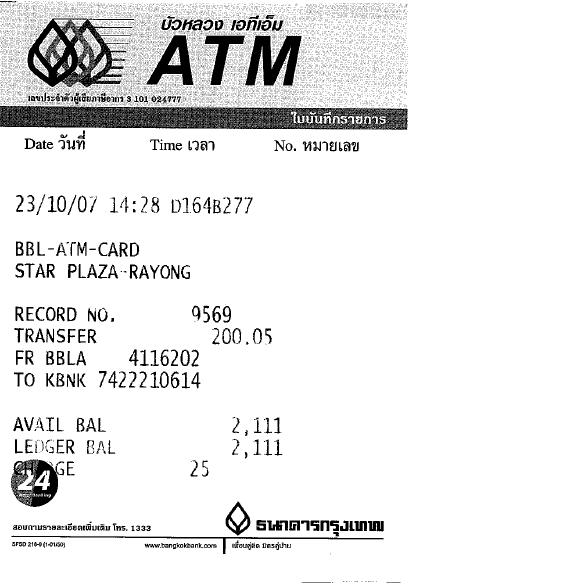 บัวหลวง เอทีเอ็ม
ATM
เลขประจำตัวผู้เสียภาษีอากร 3 101 024777
ใบบันทึกรายการ
Date วันที่ Time เวลา No. หมายเลข
23/10/07 14:28 D164B277
BBL-ATM-CARD
STAR PLAZA-RAYONG
RECORD NO. 9569
TRANSFER 200.05
FR BBLA 4116202
TO KBNK 7422210614
AVAIL BAL 2,111
LEDGER BAL 2,111
25
24
ธนาคารกรุงเทพ
สอบถามรายละเอียดเพิ่มเติม โทร. 1333
www.bangkokbank.com เพื่อนคู่คิด มิตรคู่บ้าน